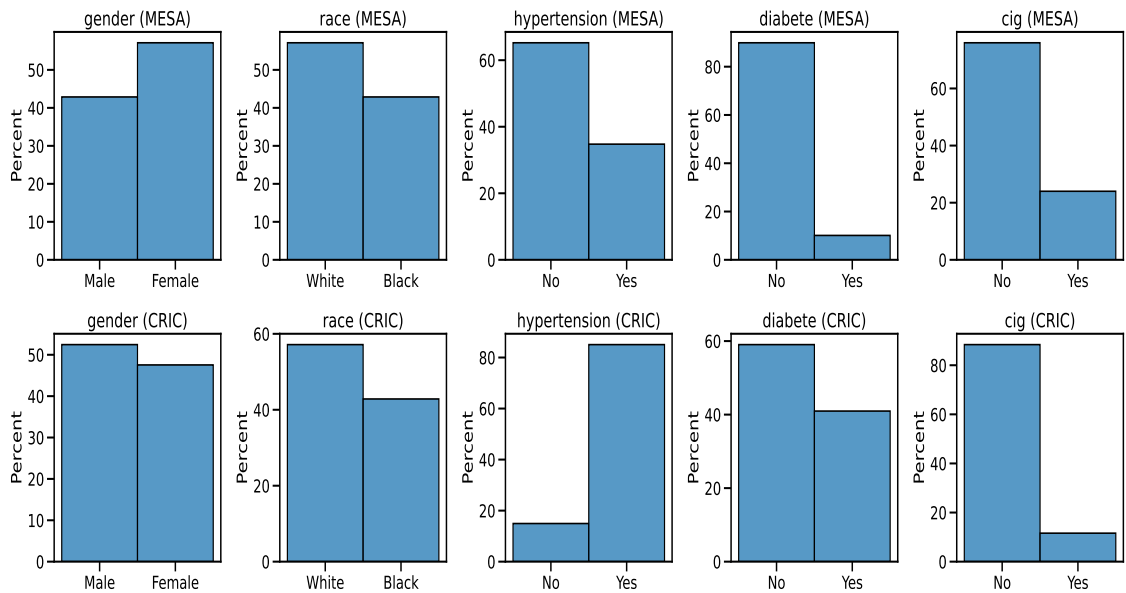 gender (MESA)
race (MESA)
hypertension (MESA)
diabete (MESA)
cig (MESA)
Percent
50
40
30
20
10
0
Male Female
Percent
50
40
30
20
10
0
White Black
Percent
60
40
20
0
No Yes
Percent
80
60
40
20
0
No Yes
Percent
60
40
20
0
No Yes
gender (CRIC)
race (CRIC)
hypertension (CRIC)
diabete (CRIC)
cig (CRIC)
Percent
50
40
30
20
10
0
Male Female
Percent
60
40
20
0
White Black
Percent
80
60
40
20
0
No Yes
Percent
60
40
20
0
No Yes
Percent
80
60
40
20
0
No Yes